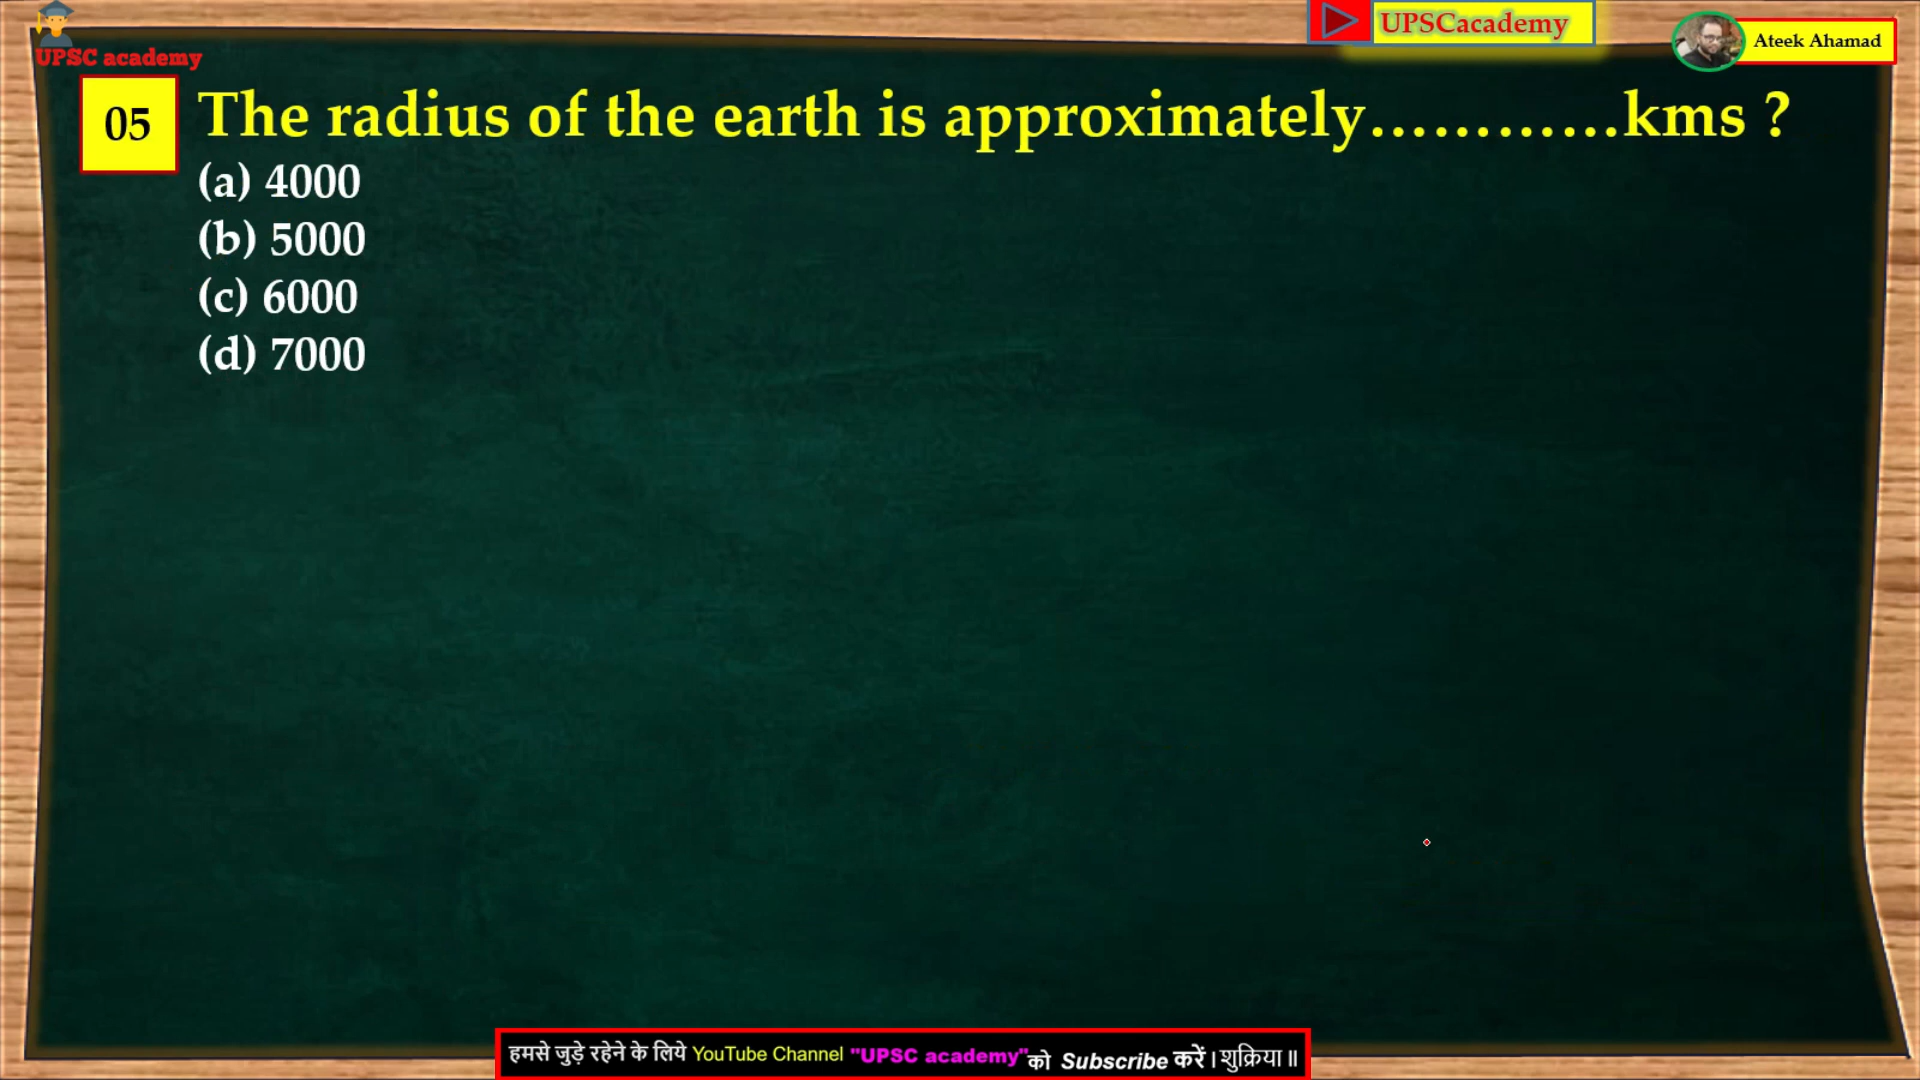 UPSC academy
UPSCacademy
Ateek Ahamad
05
The radius of the earth is approximately…………kms ?
(a) 4000
(b) 5000
(c) 6000
(d) 7000
हमसे जुड़े रहेने के लिये YouTube Channel "UPSC academy" को Subscribe करें । शुक्रिया ॥